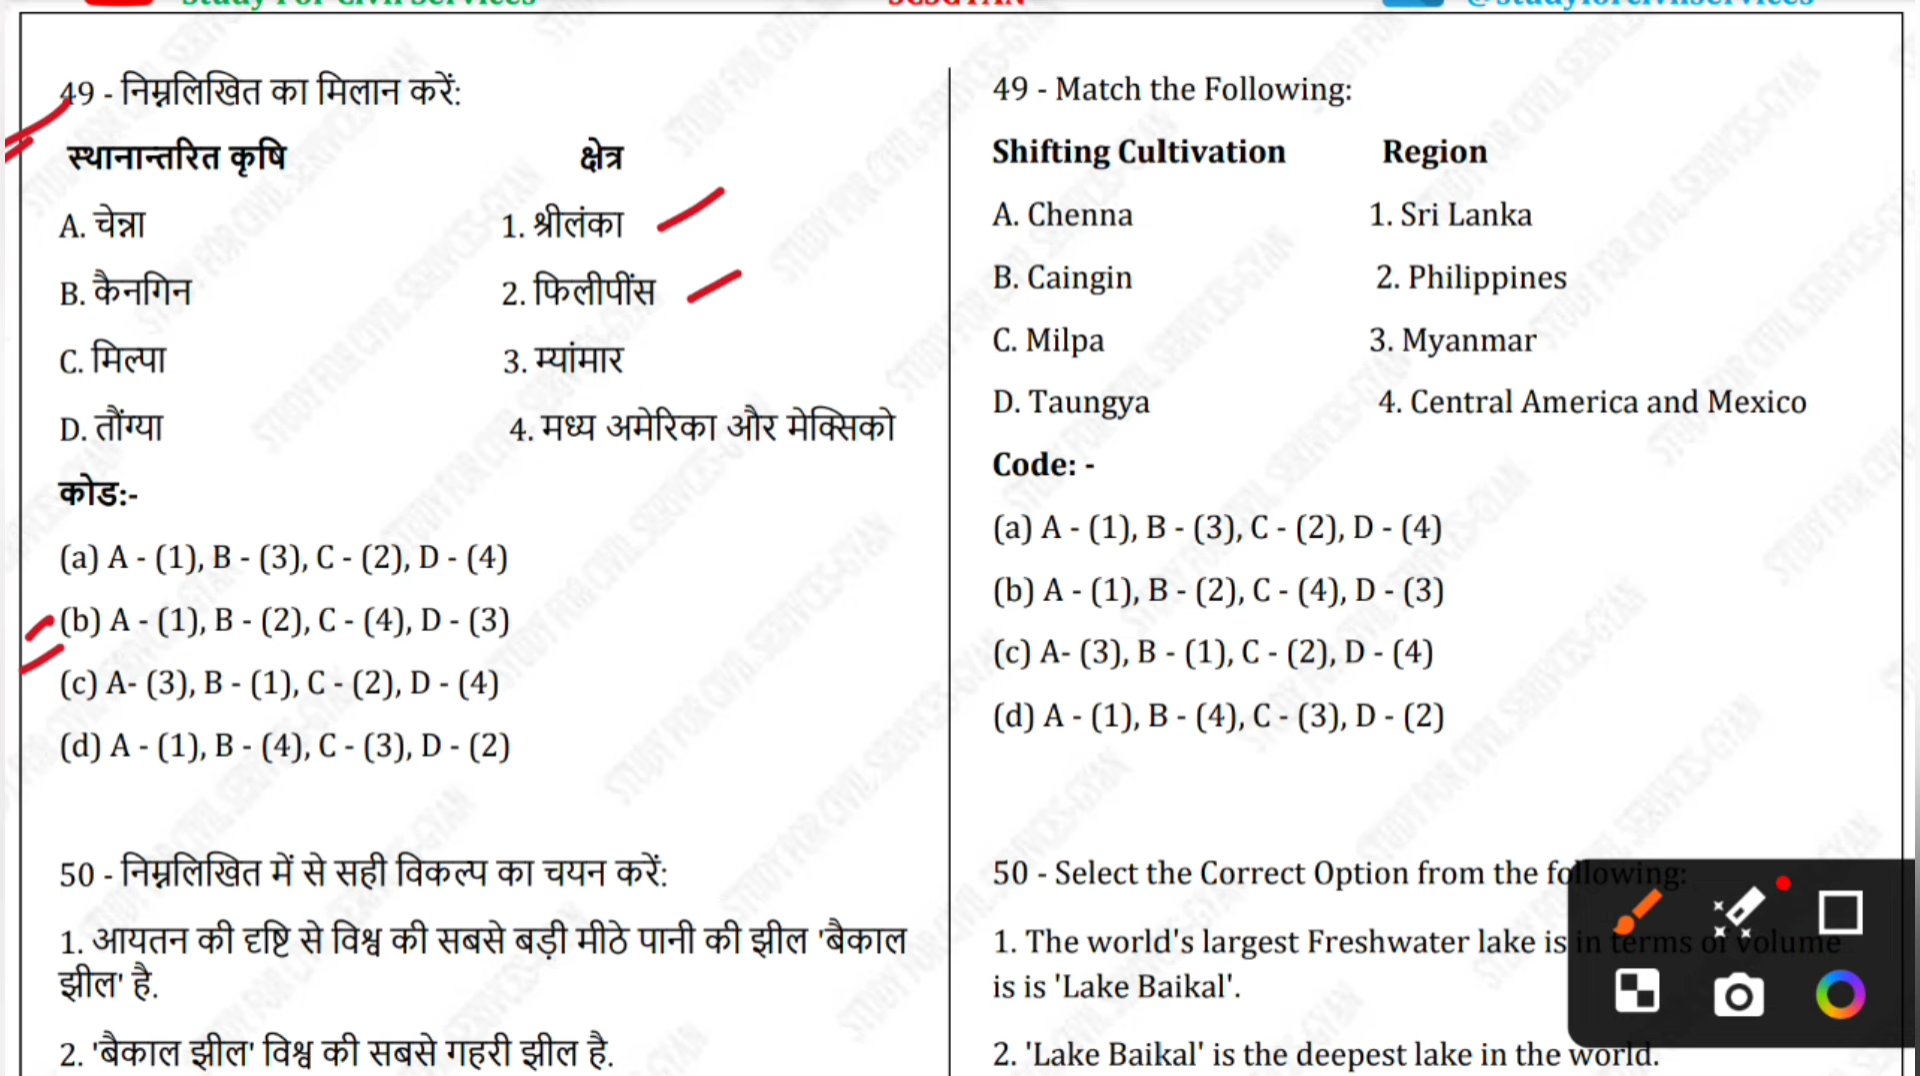 49 - निम्नलिखित का मिलान करें:
स्थानान्तरित कृषि क्षेत्र
A. चेन्ना 1. श्रीलंका
B. कैनगिन 2. फिलीपींस
C. मिल्पा 3. म्यांमार
D. तौंग्या 4. मध्य अमेरिका और मेक्सिको
कोड:-
(a) A - (1), B - (3), C - (2), D - (4)
(b) A - (1), B - (2), C - (4), D - (3)
(c) A- (3), B - (1), C - (2), D - (4)
(d) A - (1), B - (4), C - (3), D - (2)
50 - निम्नलिखित में से सही विकल्प का चयन करें:
1. आयतन की दृष्टि से विश्व की सबसे बड़ी मीठे पानी की झील 'बैकाल
झील' है.
2. 'बैकाल झील' विश्व की सबसे गहरी झील है.
49 - Match the Following:
Shifting Cultivation Region
A. Chenna 1. Sri Lanka
B. Caingin 2. Philippines
C. Milpa 3. Myanmar
D. Taungya 4. Central America and Mexico
Code: -
(a) A - (1), B - (3), C - (2), D - (4)
(b) A - (1), B - (2), C - (4), D - (3)
(c) A- (3), B - (1), C - (2), D - (4)
(d) A - (1), B - (4), C - (3), D - (2)
50 - Select the Correct Option from the following:
1. The world's largest Freshwater lake is in terms of volume
is is 'Lake Baikal'.
2. 'Lake Baikal' is the deepest lake in the world.